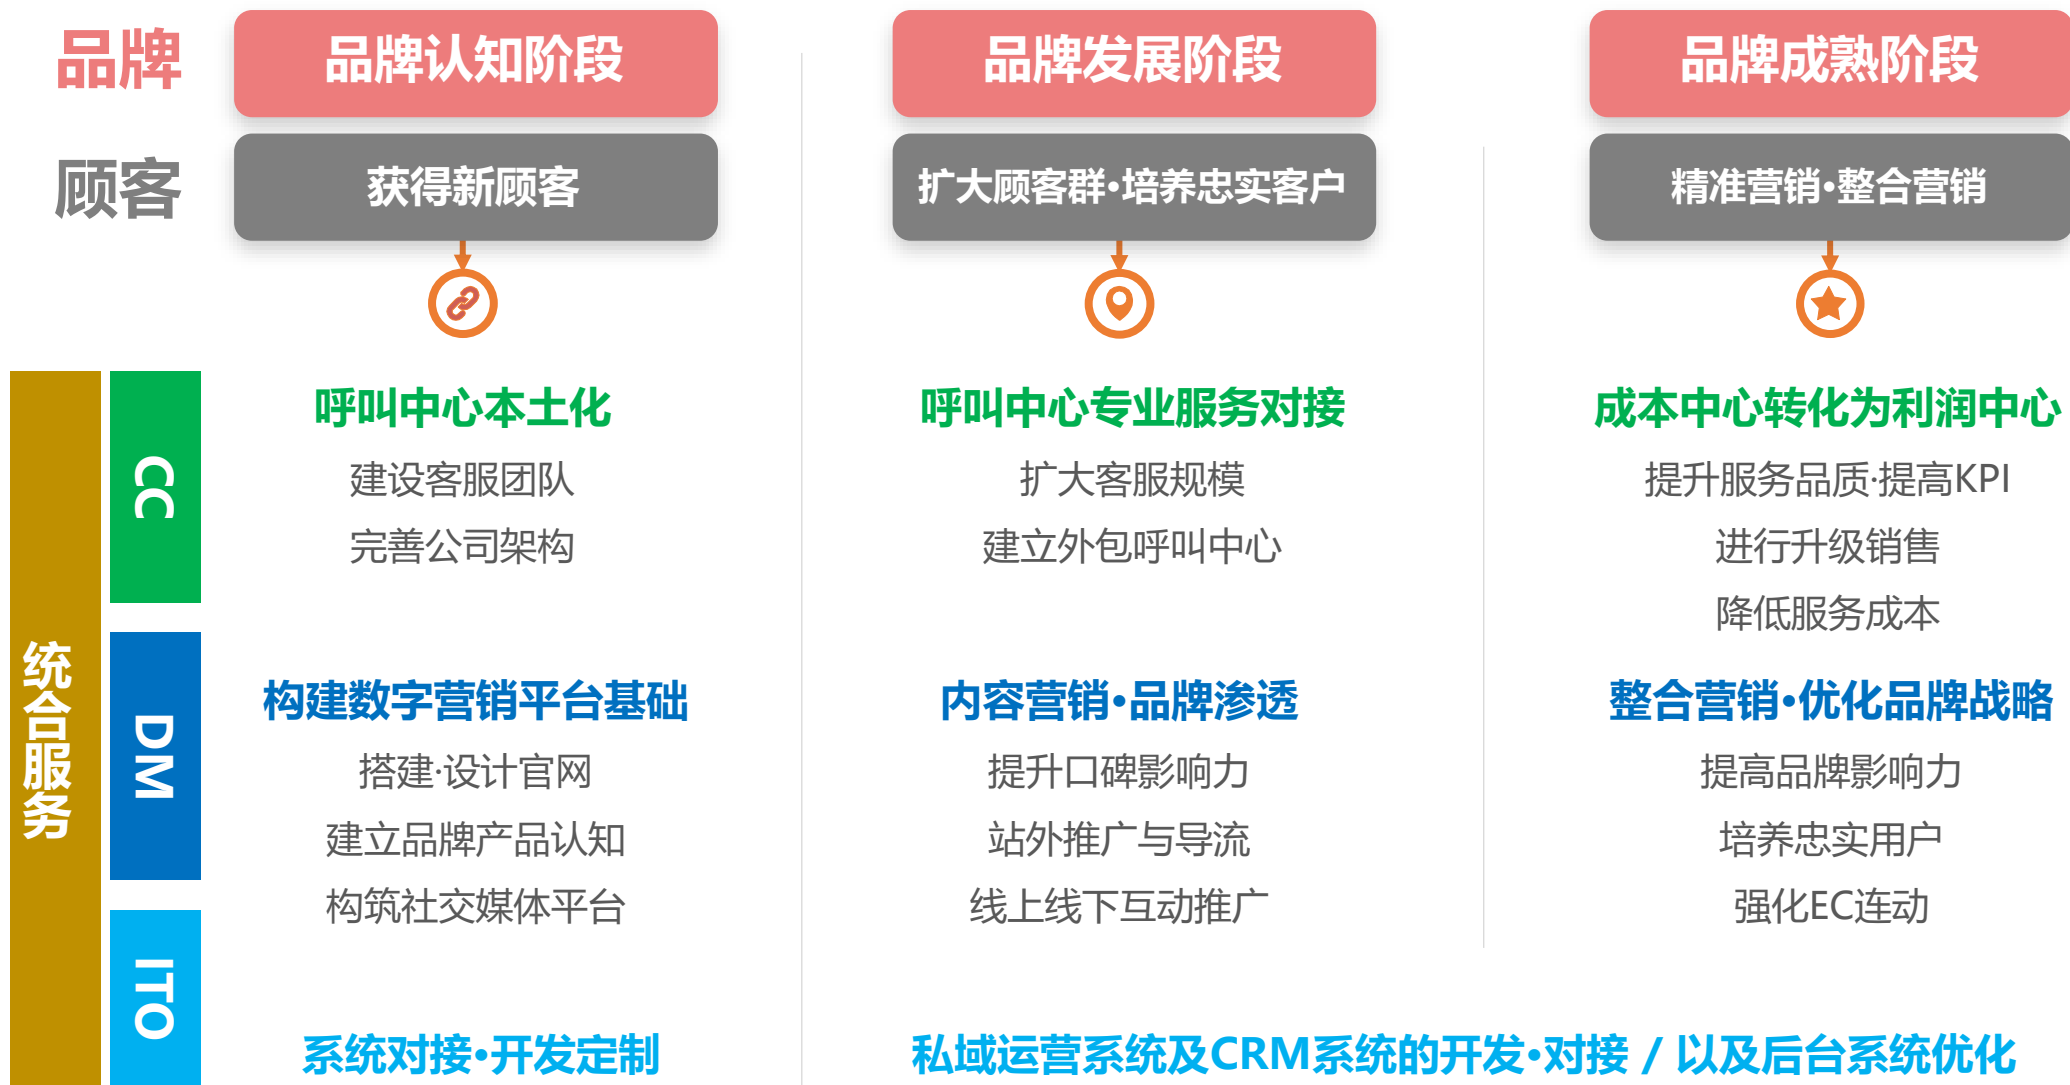 品牌
品牌认知阶段
品牌发展阶段
品牌成熟阶段
顾客
获得新顾客
扩大顾客群·培养忠实客户
精准营销·整合营销
统合服务
CC
呼叫中心本土化
建设客服团队
完善公司架构
呼叫中心专业服务对接
扩大客服规模
建立外包呼叫中心
成本中心转化为利润中心
提升服务品质·提高KPI
进行升级销售
降低服务成本
DM
构建数字营销平台基础
搭建·设计官网
建立品牌产品认知
构筑社交媒体平台
内容营销·品牌渗透
提升口碑影响力
站外推广与导流
线上线下互动推广
整合营销·优化品牌战略
提高品牌影响力
培养忠实用户
强化EC连动
ITO
系统对接·开发定制
私域运营系统及CRM系统的开发·对接 / 以及后台系统优化